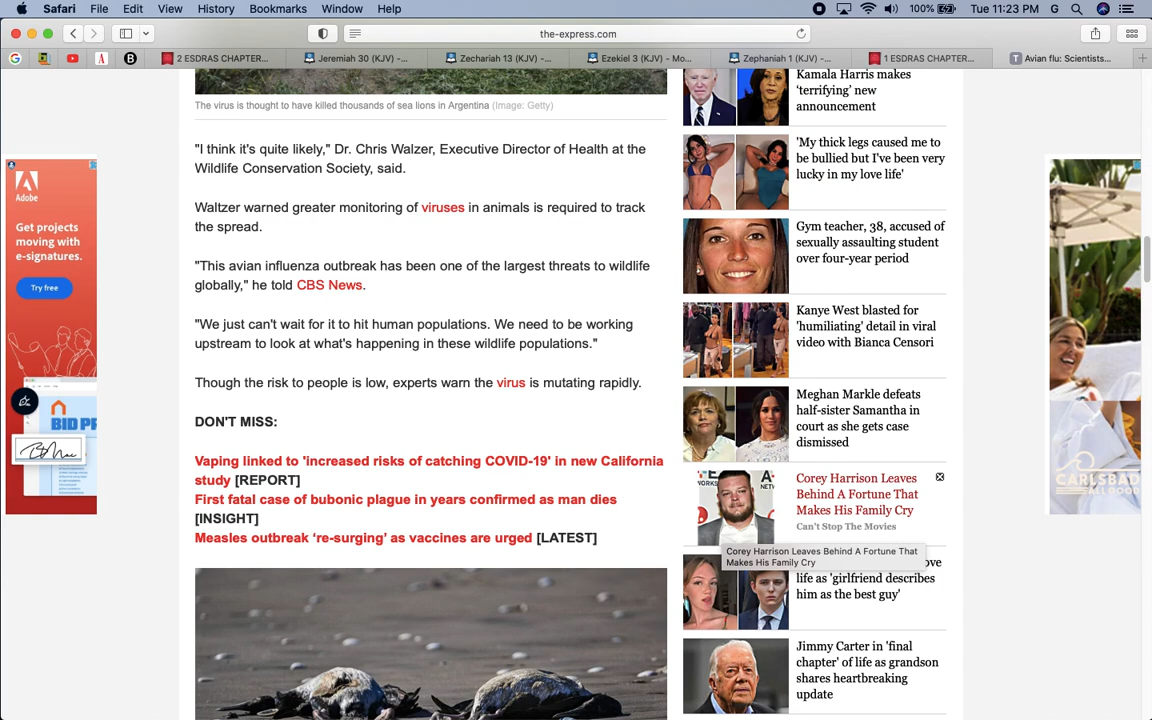 Safari File Edit View History Bookmarks Window Help
100% Tue 11:23 PM G
the-express.com
2 ESDRAS CHAPTER...
Jeremiah 30 (KJV) -...
Zechariah 13 (KJV) -...
Ezekiel 3 (KJV) - Mo...
Zephaniah 1 (KJV) -...
1 ESDRAS CHAPTER...
Avian flu: Scientists...
The virus is thought to have killed thousands of sea lions in Argentina (Image: Getty)
"I think it's quite likely," Dr. Chris Walzer, Executive Director of Health at the
Wildlife Conservation Society, said.
Waltzer warned greater monitoring of viruses in animals is required to track
the spread.
"This avian influenza outbreak has been one of the largest threats to wildlife
globally," he told CBS News.
"We just can't wait for it to hit human populations. We need to be working
upstream to look at what's happening in these wildlife populations."
Though the risk to people is low, experts warn the virus is mutating rapidly.
DON'T MISS:
Vaping linked to 'increased risks of catching COVID-19' in new California
study [REPORT]
First fatal case of bubonic plague in years confirmed as man dies
[INSIGHT]
Measles outbreak ‘re-surging’ as vaccines are urged [LATEST]
Adobe
Get projects
moving with
e-signatures.
Try free
BID PR
Kamala Harris makes
‘terrifying’ new
announcement
'My thick legs caused me to
be bullied but I've been very
lucky in my love life'
Gym teacher, 38, accused of
sexually assaulting student
over four-year period
Kanye West blasted for
'humiliating' detail in viral
video with Bianca Censori
Meghan Markle defeats
half-sister Samantha in
court as she gets case
dismissed
Corey Harrison Leaves
Behind A Fortune That
Makes His Family Cry
Can't Stop The Movies
Corey Harrison Leaves Behind A Fortune That
Makes His Family Cry
ove
life as 'girlfriend describes
him as the best guy'
Jimmy Carter in 'final
chapter' of life as grandson
shares heartbreaking
update
CARLSBAD
ALL GOOD